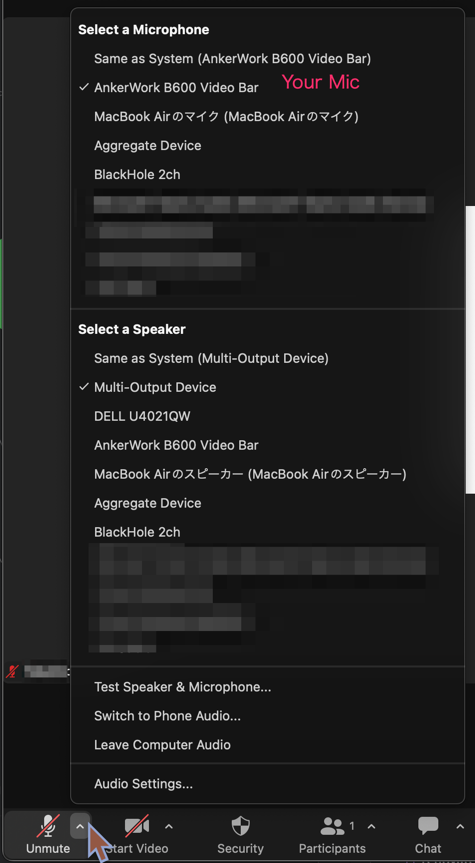 Select a Microphone
Same as System (AnkerWork B600 Video Bar)
✓ AnkerWork B600 Video Bar
Your Mic
MacBook Airのマイク (MacBook Airのマイク)
Aggregate Device
BlackHole 2ch
Select a Speaker
Same as System (Multi-Output Device)
✓ Multi-Output Device
DELL U4021QW
AnkerWork B600 Video Bar
MacBook Airのスピーカー (MacBook Airのスピーカー)
Aggregate Device
BlackHole 2ch
Test Speaker & Microphone...
Switch to Phone Audio...
Leave Computer Audio
Audio Settings...
1
Unmute
Video
Security
Participants
Chat